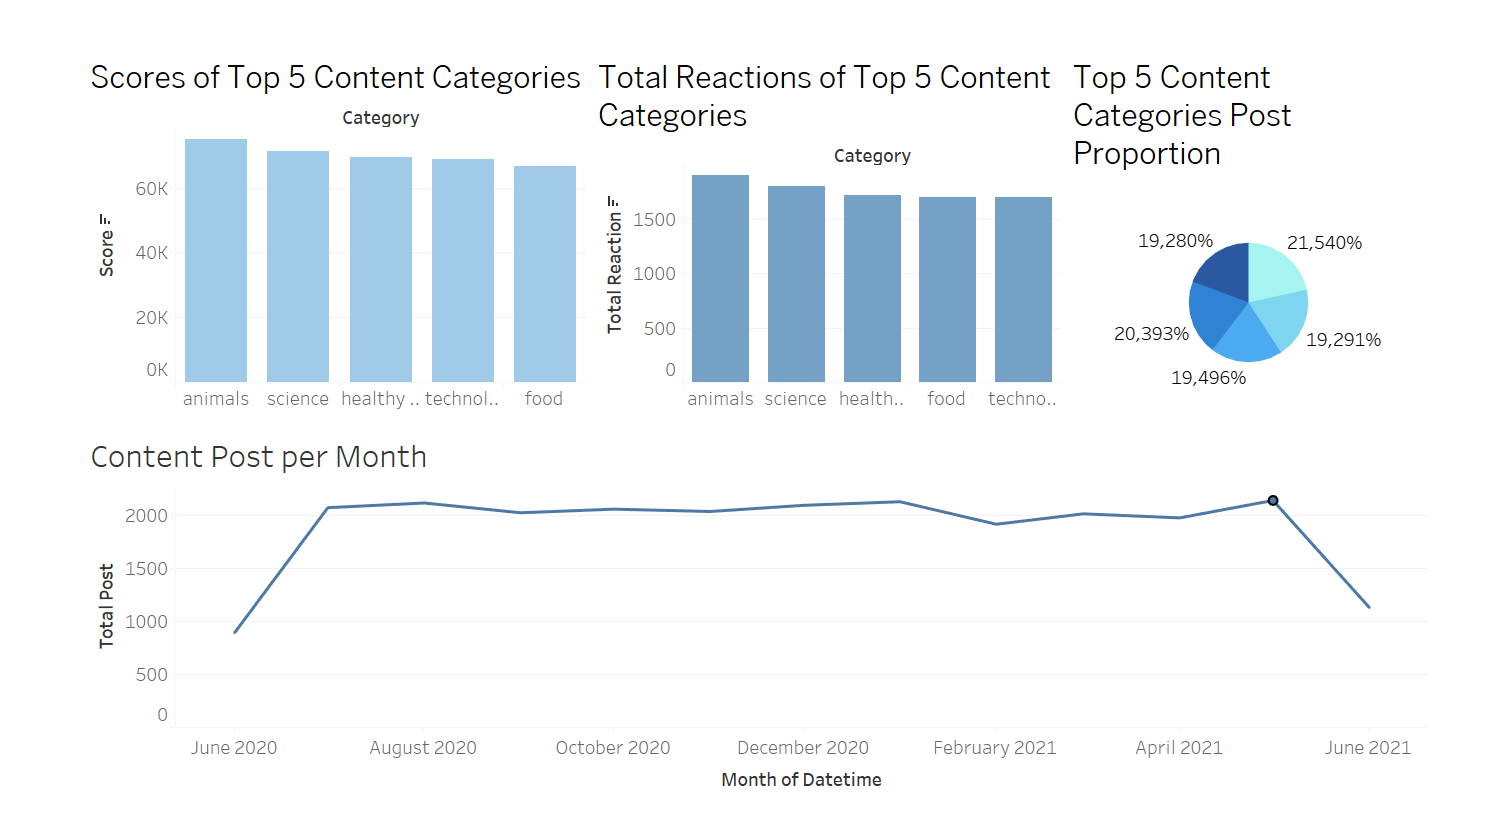 Scores of Top 5 Content Categories
Category
Score
60K
40K
20K
0K
animals science healthy .. technol.. food
Total Reactions of Top 5 Content
Categories
Category
Total Reaction
1500
1000
500
0
animals science health.. food techno..
Top 5 Content
Categories Post
Proportion
19,280%
21,540%
20,393%
19,291%
19,496%
Content Post per Month
Total Post
2000
1500
1000
500
0
June 2020 August 2020 October 2020 December 2020 February 2021 April 2021 June 2021
Month of Datetime